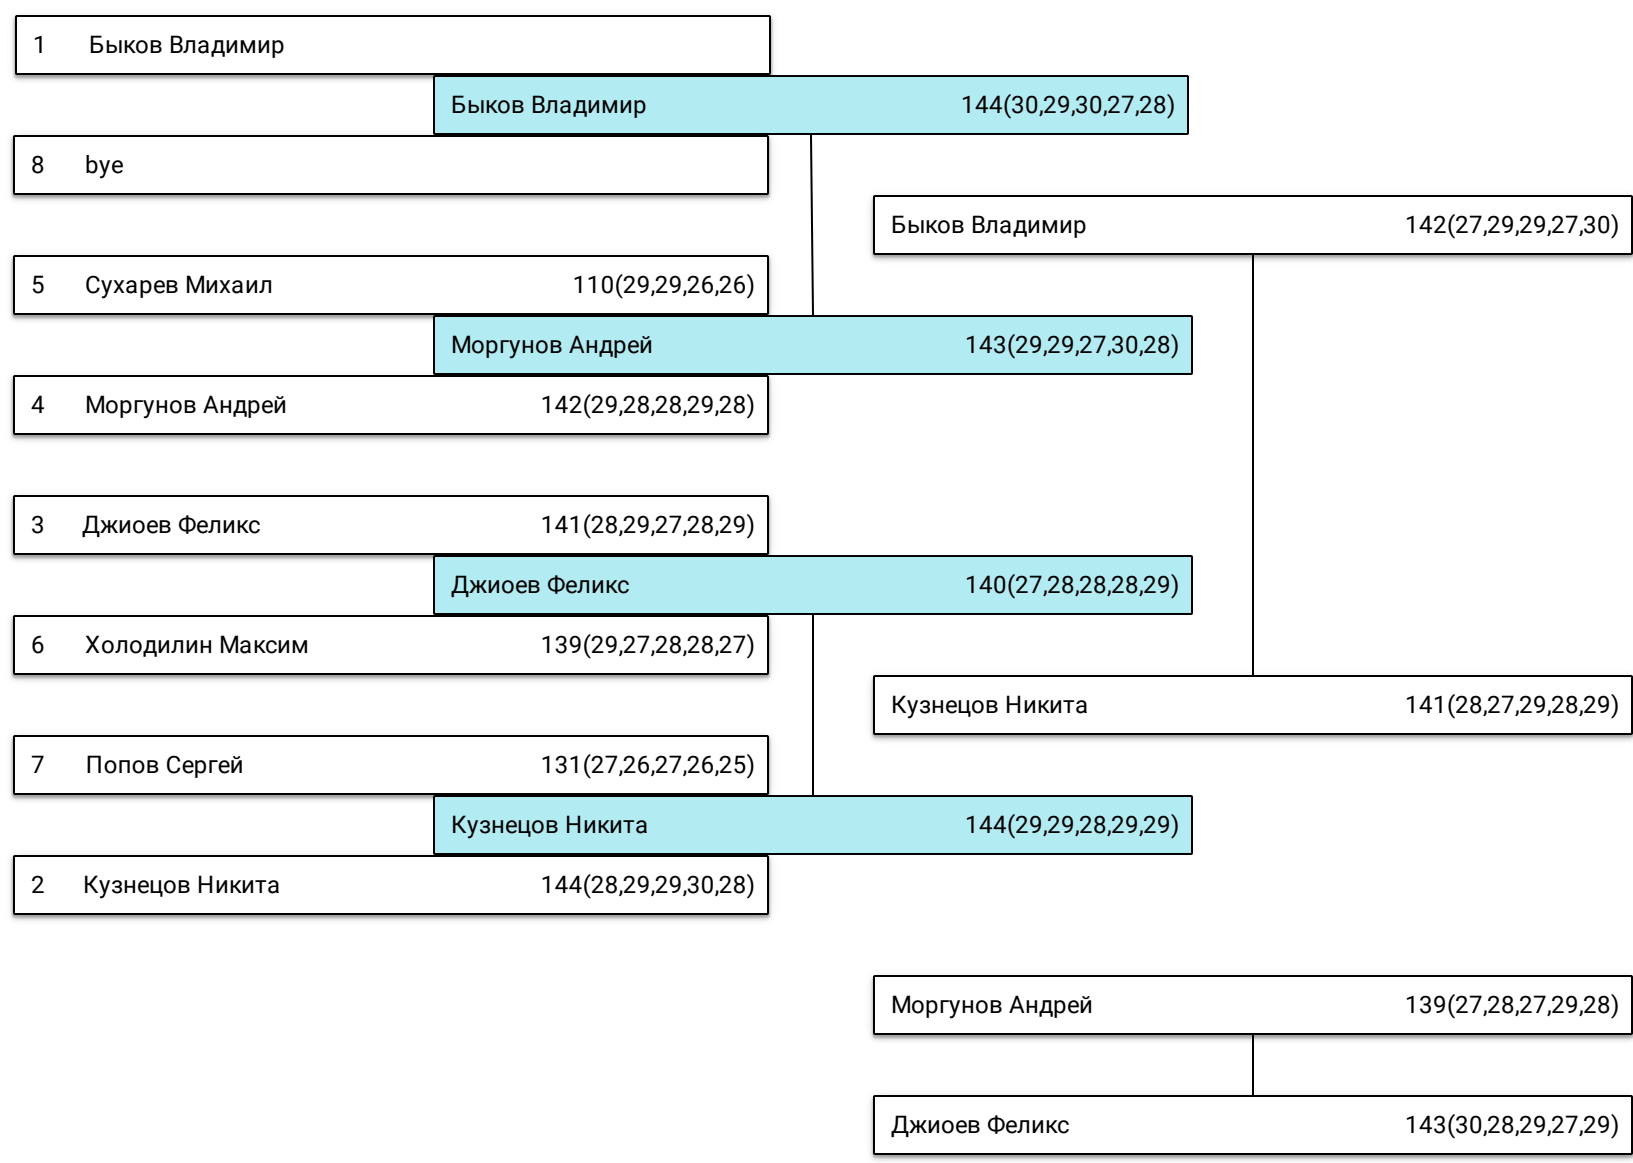 1 Быков Владимир
Быков Владимир 144(30,29,30,27,28)
8 bye
Быков Владимир 142(27,29,29,27,30)
5 Сухарев Михаил 110(29,29,26,26)
Моргунов Андрей 143(29,29,27,30,28)
4 Моргунов Андрей 142(29,28,28,29,28)
3 Джиоев Феликс 141(28,29,27,28,29)
Джиоев Феликс 140(27,28,28,28,29)
6 Холодилин Максим 139(29,27,28,28,27)
Кузнецов Никита 141(28,27,29,28,29)
7 Попов Сергей 131(27,26,27,26,25)
Кузнецов Никита 144(29,29,28,29,29)
2 Кузнецов Никита 144(28,29,29,30,28)
Моргунов Андрей 139(27,28,27,29,28)
Джиоев Феликс 143(30,28,29,27,29)